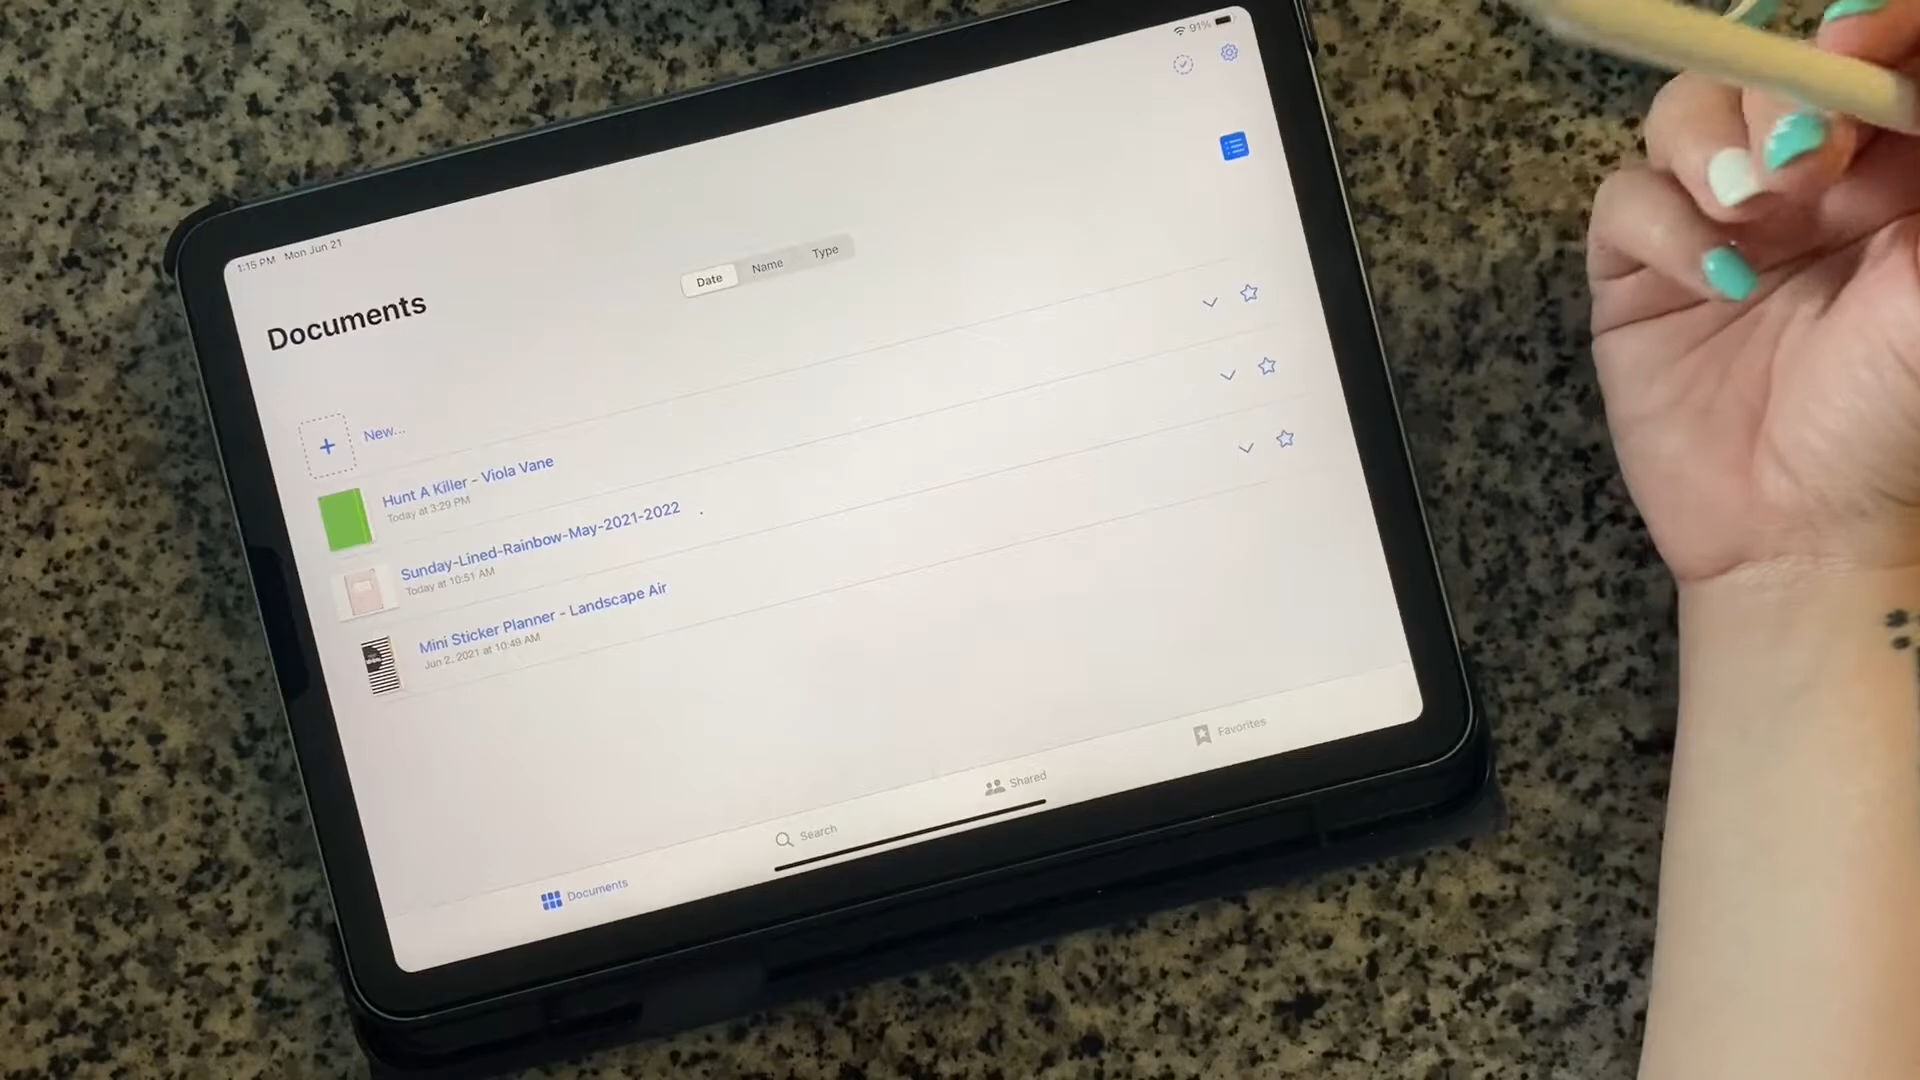 1:15 PM Mon Jun 21
91%
Documents
Date Name Type
New...
Hunt A Killer - Viola Vane
Today at 3:29 PM
Sunday-Lined-Rainbow-May-2021-2022
Today at 10:51 AM
Mini Sticker Planner - Landscape Air
Jun 2, 2021 at 10:49 AM
Documents
Search
Shared
Favorites